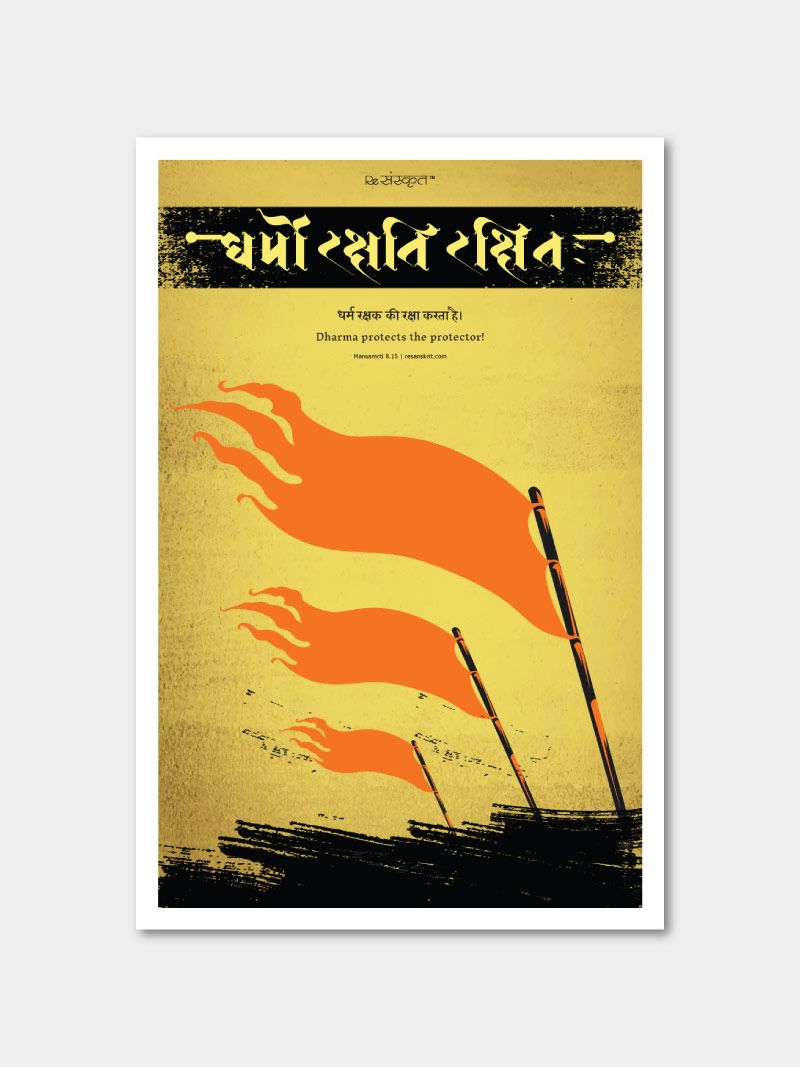 Re संस्कृत™
धर्मो रक्षति रक्षितः
धर्म रक्षक की रक्षा करता है।
Dharma protects the protector!
Manusmrti 8.15 | resanskrit.com